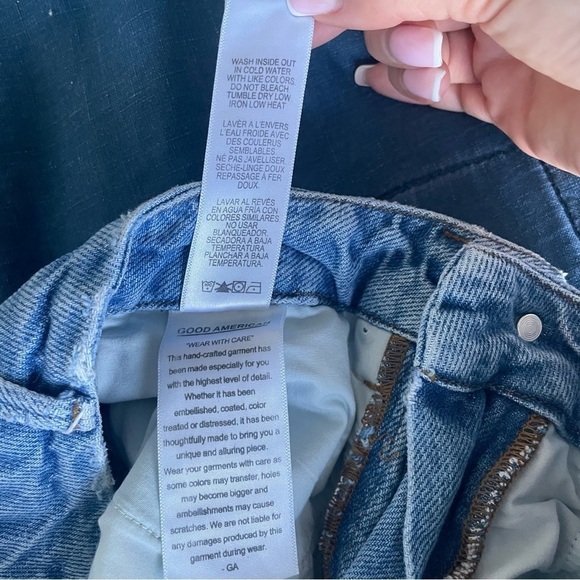 WASH INSIDE OUT
IN COLD WATER
WITH LIKE COLORS
DO NOT BLEACH
TUMBLE DRY LOW
IRON LOW HEAT
LAVER À L'ENVERS
L'EAU FROIDE AVEC
DES COULERUS
SEMBLABLES
NE PAS J'AVELLISER
SECHE-LINGE DOUX
REPASSAGE A FER
DOUX.
LAVAR AL REVÉS
EN AGUA FRÍA CON
COLORES SIMILARES
NO USAR
BLANQUEADOR
SECADORA A BAJA
TEMPERATURA
PLANCHAR A BAJA
TEMPERATURA.
GOOD AMERICAN
"WEAR WITH CARE"
This hand-crafted garment has
been made especially for you
with the highest level of detail.
Whether it has been
embellished, coated, color
treated or distressed, it has been
thoughtfully made to bring you a
unique and alluring piece.
Wear your garments with care as
some colors may transfer, holes
may become bigger and
embellishments may cause
scratches. We are not liable for
any damages produced by this
garment during wear.
- GA